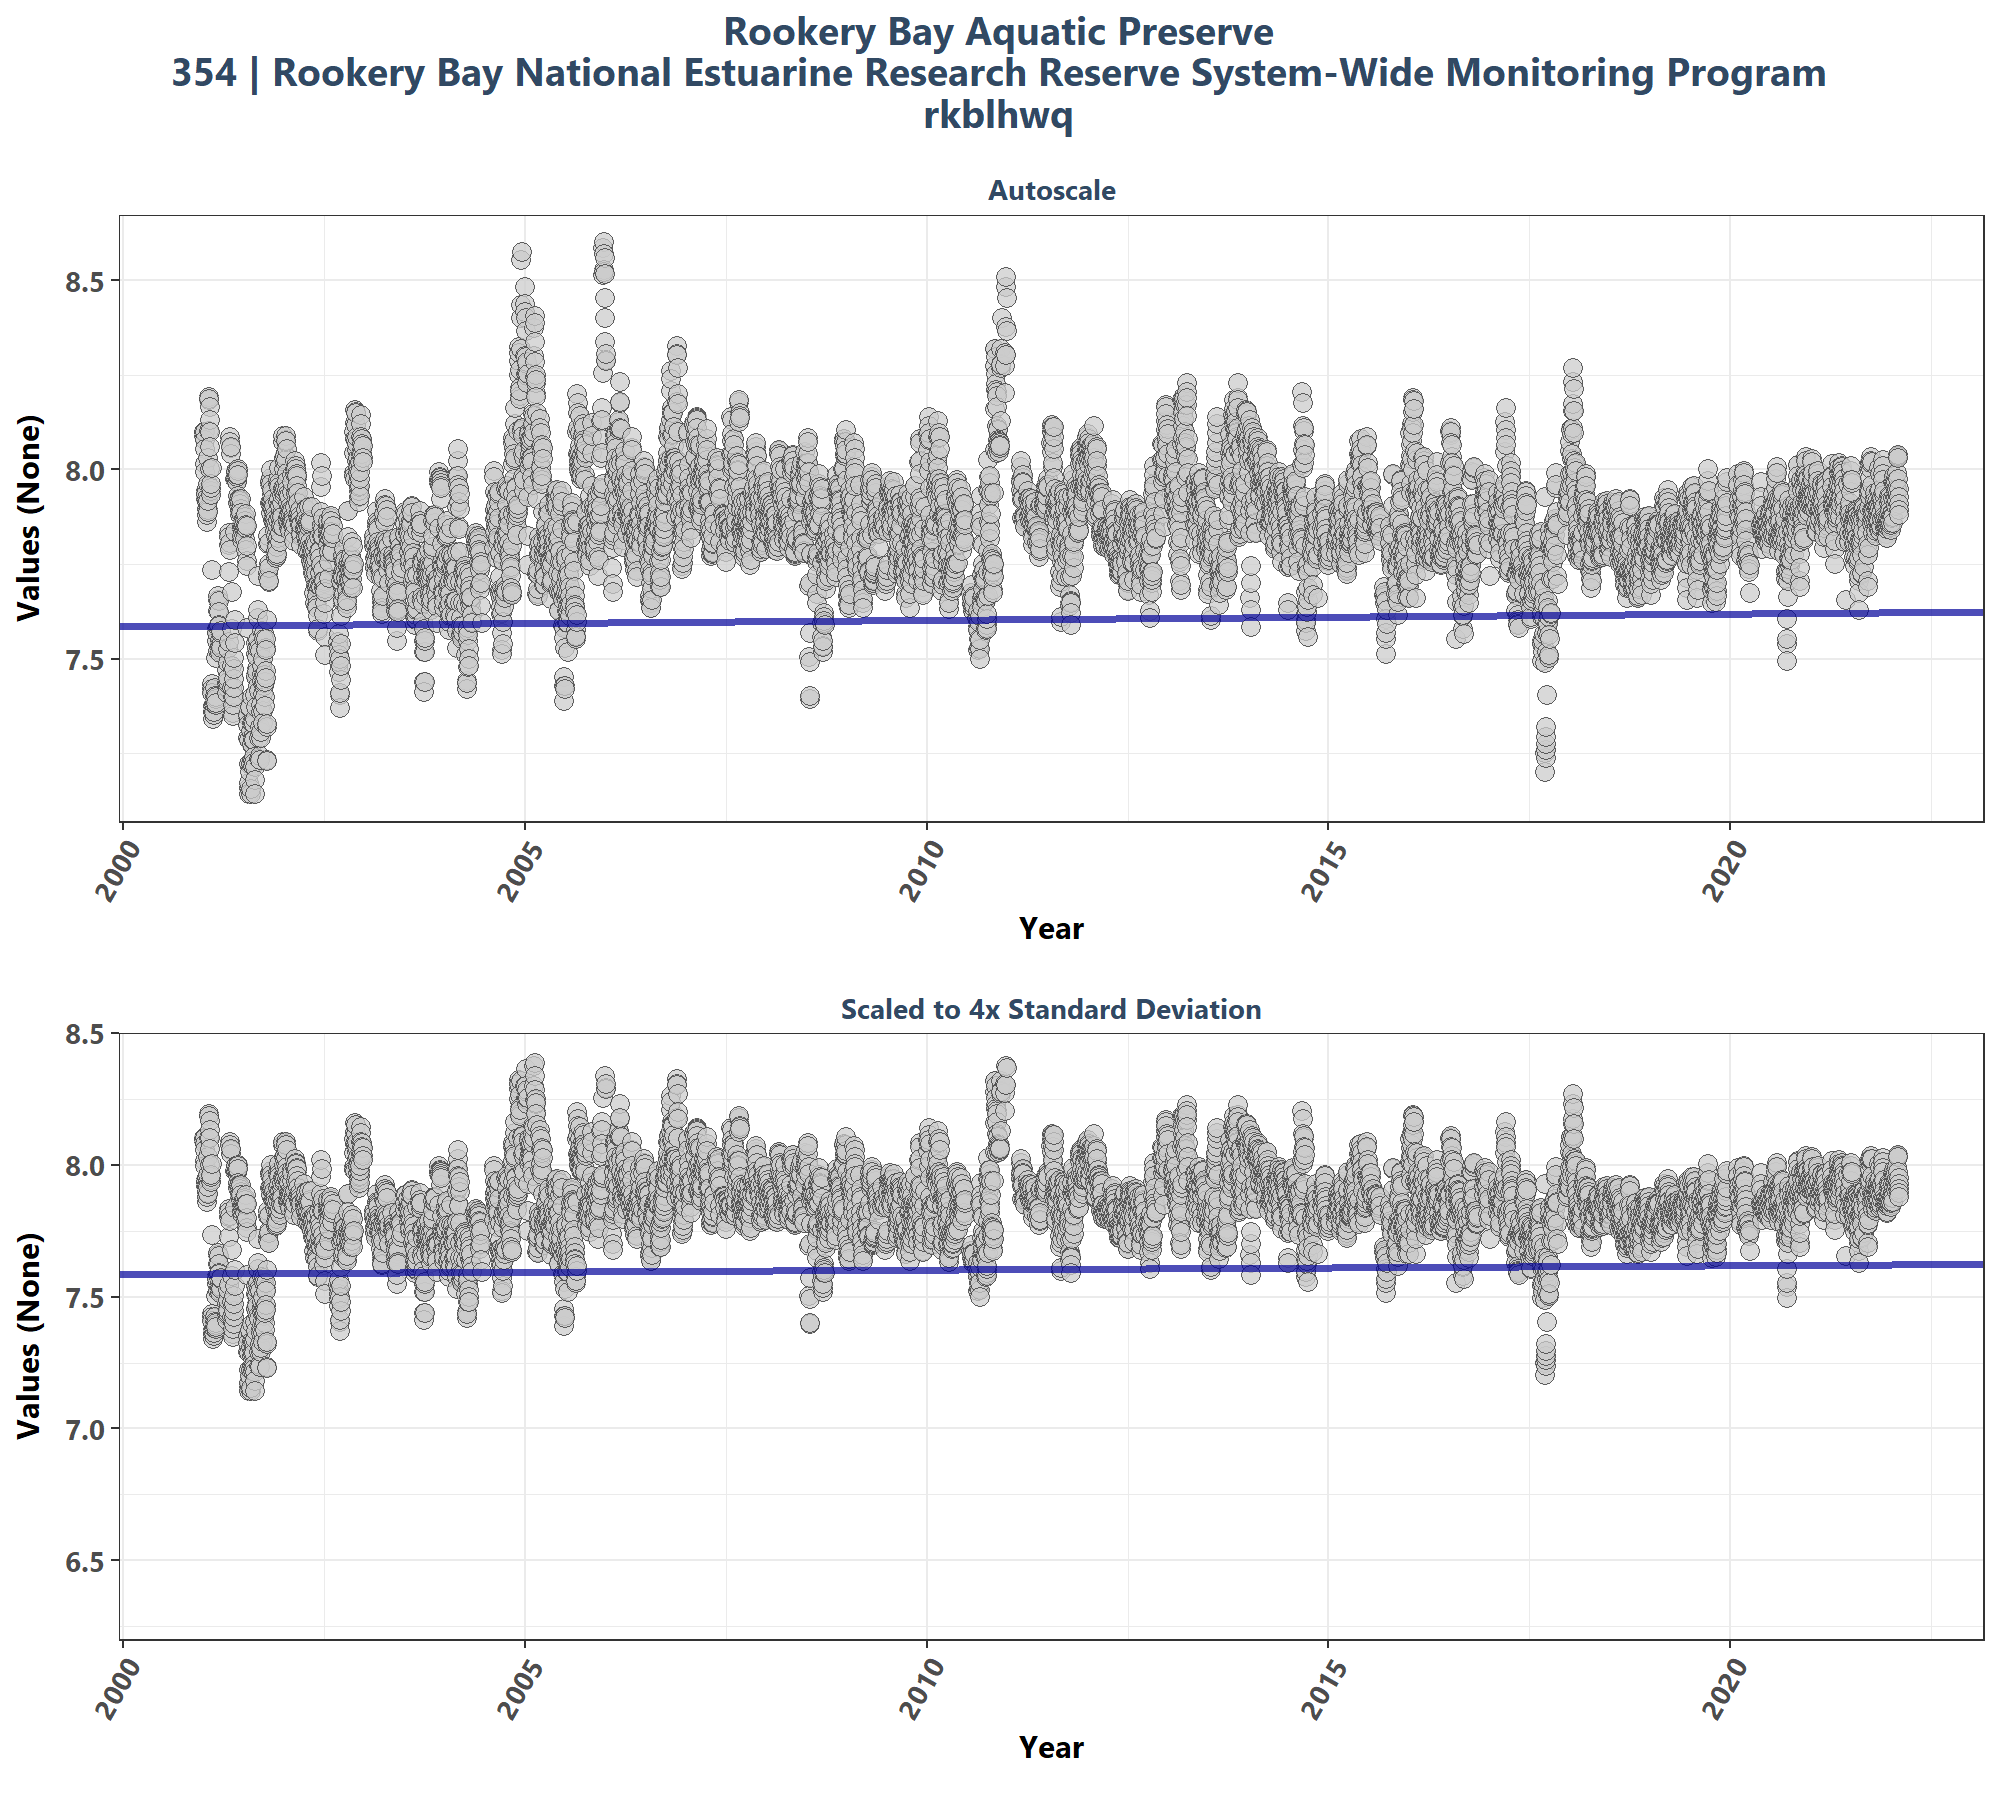 Rookery Bay Aquatic Preserve
354 | Rookery Bay National Estuarine Research Reserve System-Wide Monitoring Program
rkblhwq
Autoscale
Values (None)
8.5
8.0
7.5
2000
2005
2010
2015
2020
Year
Scaled to 4x Standard Deviation
Values (None)
8.5
8.0
7.5
7.0
6.5
2000
2005
2010
2015
2020
Year